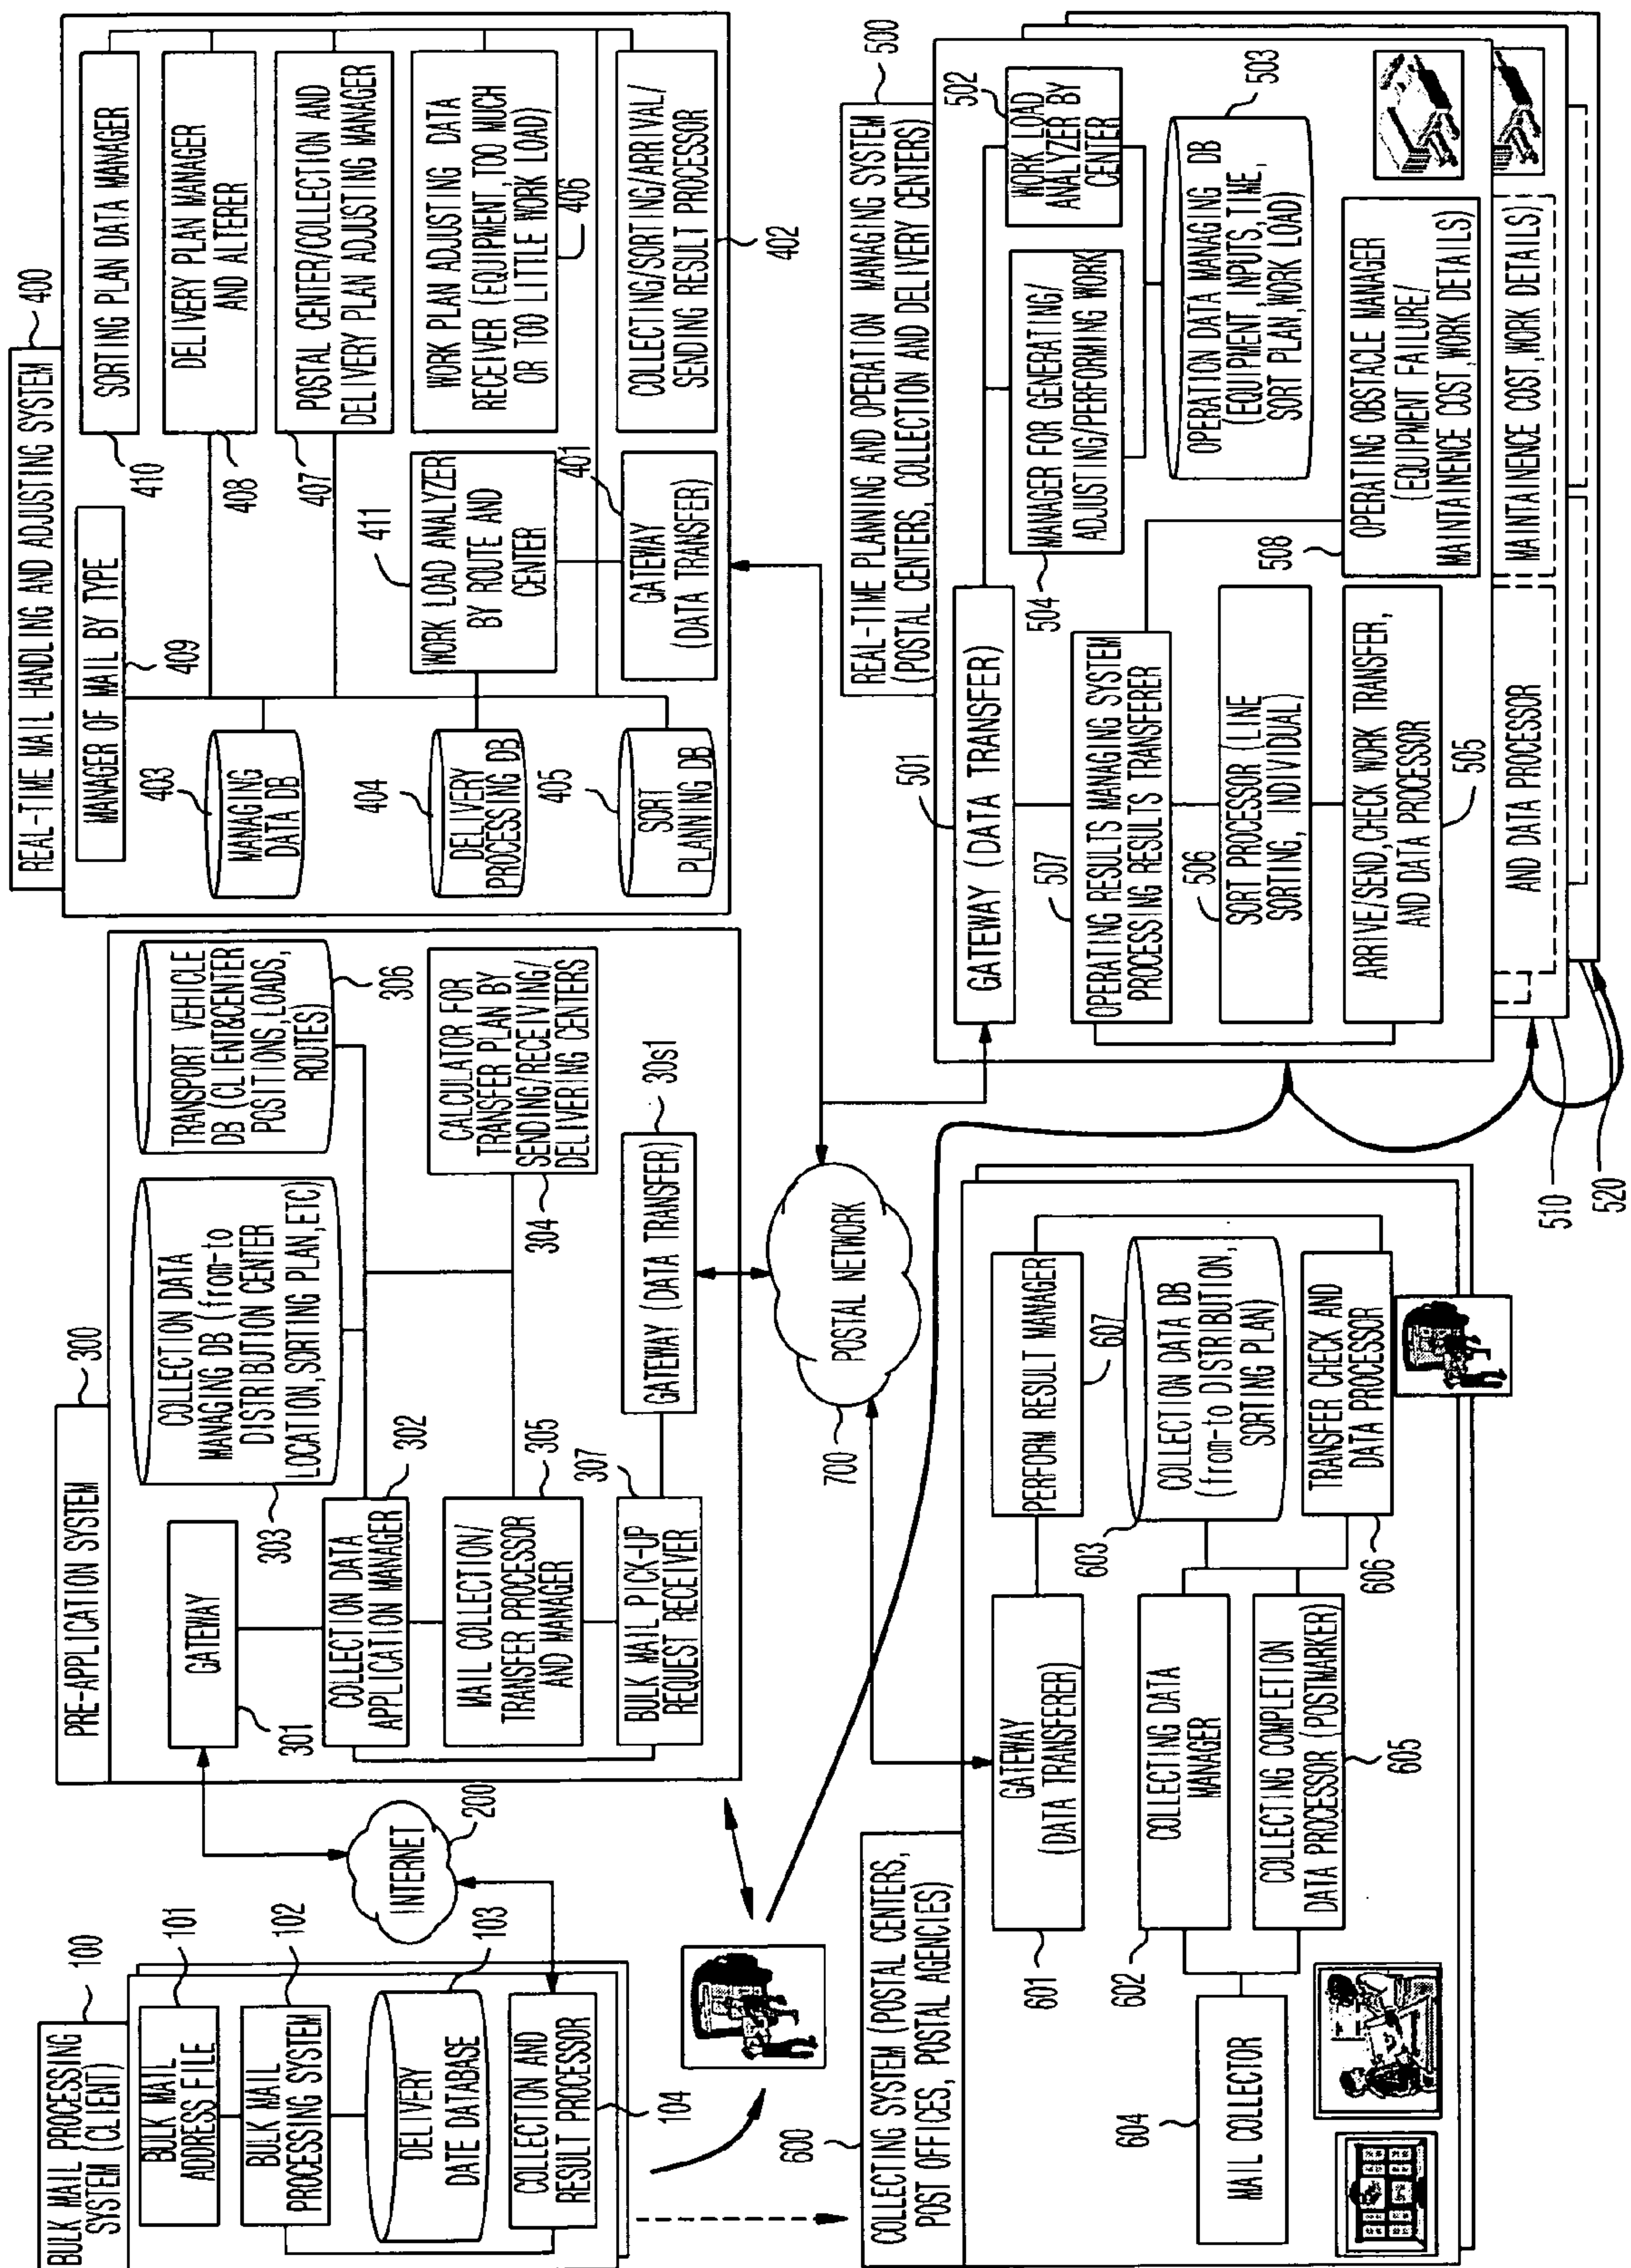 BULK MAIL PROCESSING
SYSTEM (CLIENT)
100
BULK MAIL
ADDRESS FILE
101
BULK MAIL
PROCESSING SYSTEM
102
DELIVERY
DATE DATABASE
103
COLLECTION AND
RESULT PROCESSOR
104
INTERNET
200
PRE-APPLICATION SYSTEM
300
GATEWAY
301
COLLECTION DATA
APPLICATION MANAGER
302
COLLECTION DATA
MANAGING DB (from-to
DISTRIBUTION CENTER
LOCATION,SORTING PLAN,ETC)
303
TRANSPORT VEHICLE
DB (CLIENT&CENTER
POSITIONS,LOADS,
ROUTES)
306
MAIL COLLECTION/
TRANSFER PROCESSOR
AND MANAGER
305
CALCULATOR FOR
TRANSFER PLAN BY
SENDING/RECEIVING/
DELIVERING CENTERS
304
BULK MAIL PICK-UP
REQUEST RECEIVER
307
GATEWAY (DATA TRANSFER)
30s1
REAL-TIME MAIL HANDLING AND ADJUSTING SYSTEM
400
MANAGER OF MAIL BY TYPE
409
SORTING PLAN DATA MANAGER
410
DELIVERY PLAN MANAGER
AND ALTERER
408
POSTAL CENTER/COLLECTION AND
DELIVERY PLAN ADJUSTING MANAGER
407
WORK PLAN ADJUSTING DATA
RECEIVER (EQUIPMENT,TOO MUCH
OR TOO LITTLE WORK LOAD)
406
COLLECTING/SORTING/ARRIVAL/
SENDING RESULT PROCESSOR
402
MANAGING
DATA DB
403
DELIVERY
PROCESSING DB
404
SORT
PLANNING DB
405
WORK LOAD ANALYZER
BY ROUTE AND
CENTER
411
GATEWAY
(DATA TRANSFER)
401
POSTAL NETWORK
700
COLLECTING SYSTEM (POSTAL CENTERS,
POST OFFICES, POSTAL AGENCIES)
600
GATEWAY
(DATA TRANSFERER)
601
PERFORM RESULT MANAGER
607
COLLECTING DATA
MANAGER
602
COLLECTION DATA DB
(from-to DISTRIBUTION,
SORTING PLAN)
603
MAIL COLLECTOR
604
COLLECTING COMPLETION
DATA PROCESSOR (POSTMARKER)
605
TRANSFER CHECK AND
DATA PROCESSOR
606
REAL-TIME PLANNING AND OPERATION MANAGING SYSTEM
(POSTAL CENTERS, COLLECTION AND DELIVERY CENTERS)
500
GATEWAY (DATA TRANSFER)
501
WORK LOAD
ANALYZER BY
CENTER
502
MANAGER FOR GENERATING/
ADJUSTING/PERFORMING WORK
504
OPERATION DATA MANAGING DB
(EQUIPMENT,INPUTS,TIME,
SORT PLAN,WORK LOAD)
503
OPERATING RESULTS MANAGING SYSTEM
PROCESSING RESULTS TRANSFERER
507
SORT PROCESSOR (LINE
SORTING, INDIVIDUAL)
506
OPERATING OBSTACLE MANAGER
(EQUIPMENT FAILURE/
MAINTAINENCE COST,WORK DETAILS)
508
ARRIVE/SEND,CHECK WORK TRANSFER,
AND DATA PROCESSOR
505
AND DATA PROCESSOR
MAINTAINENCE COST,WORK DETAILS)
510
520